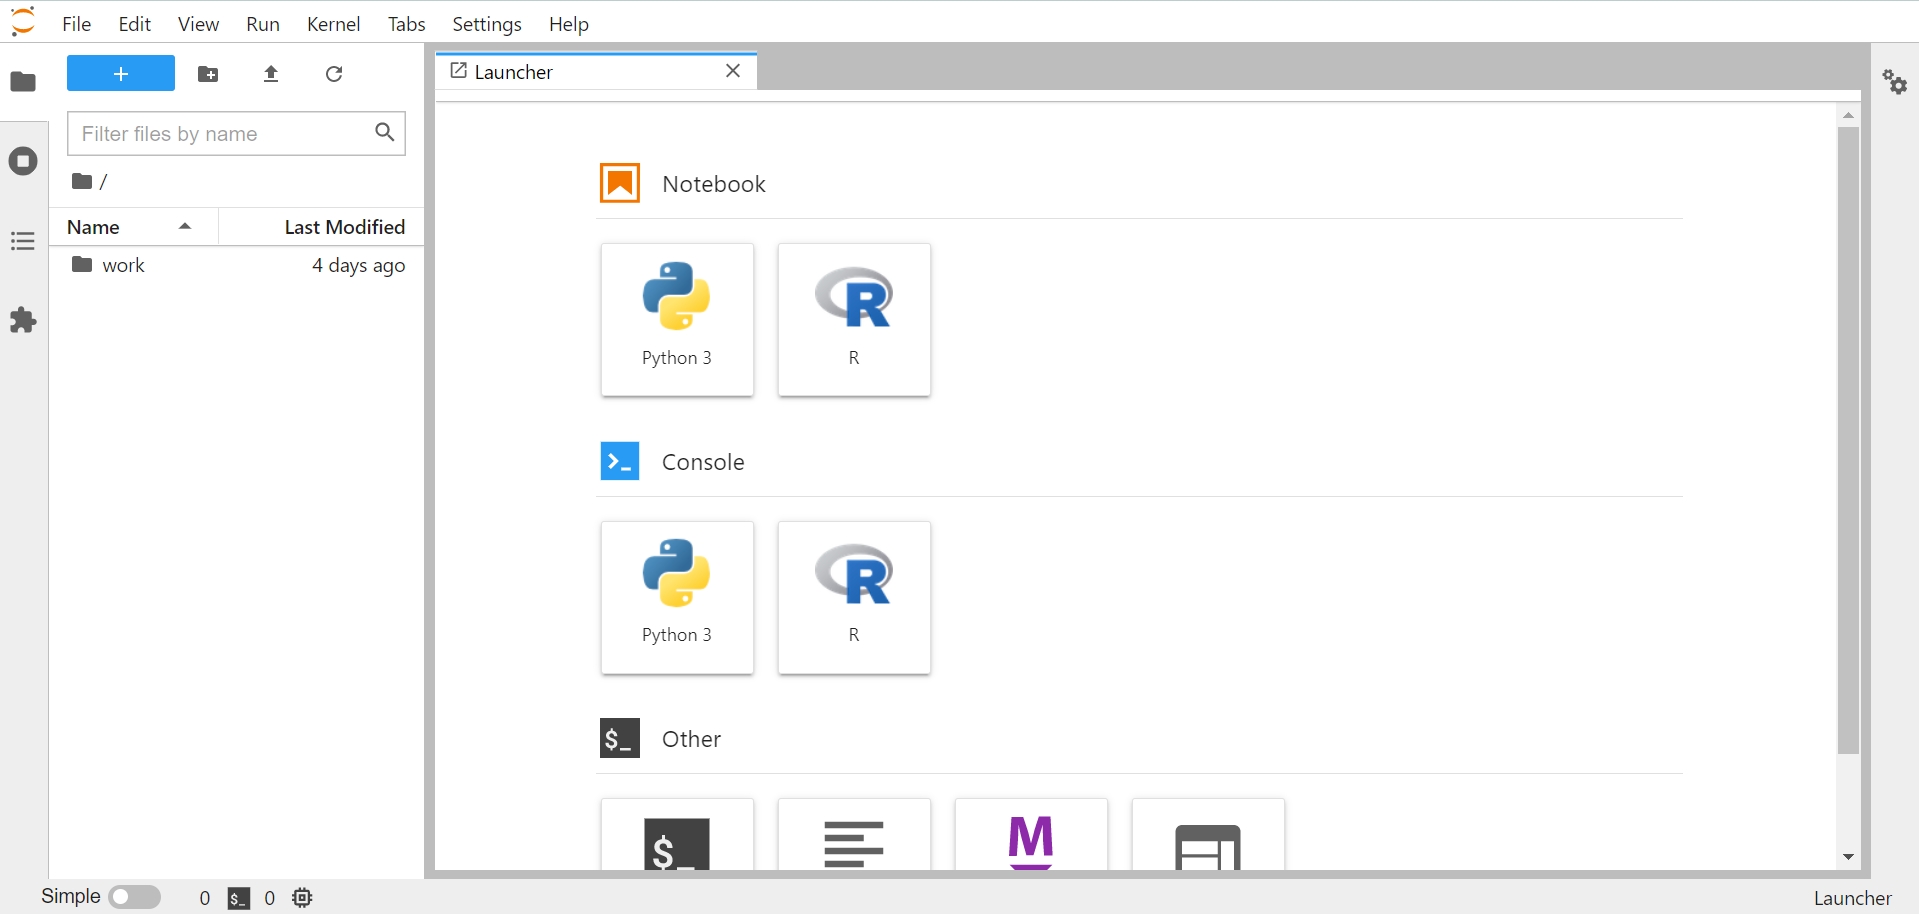 File Edit View Run Kernel Tabs Settings Help
+
Launcher
Filter files by name
/
Name Last Modified
work 4 days ago
Notebook
Python 3 R
>_ Console
Python 3 R
$_ Other
$_ M
Simple 0 $_ 0 Launcher